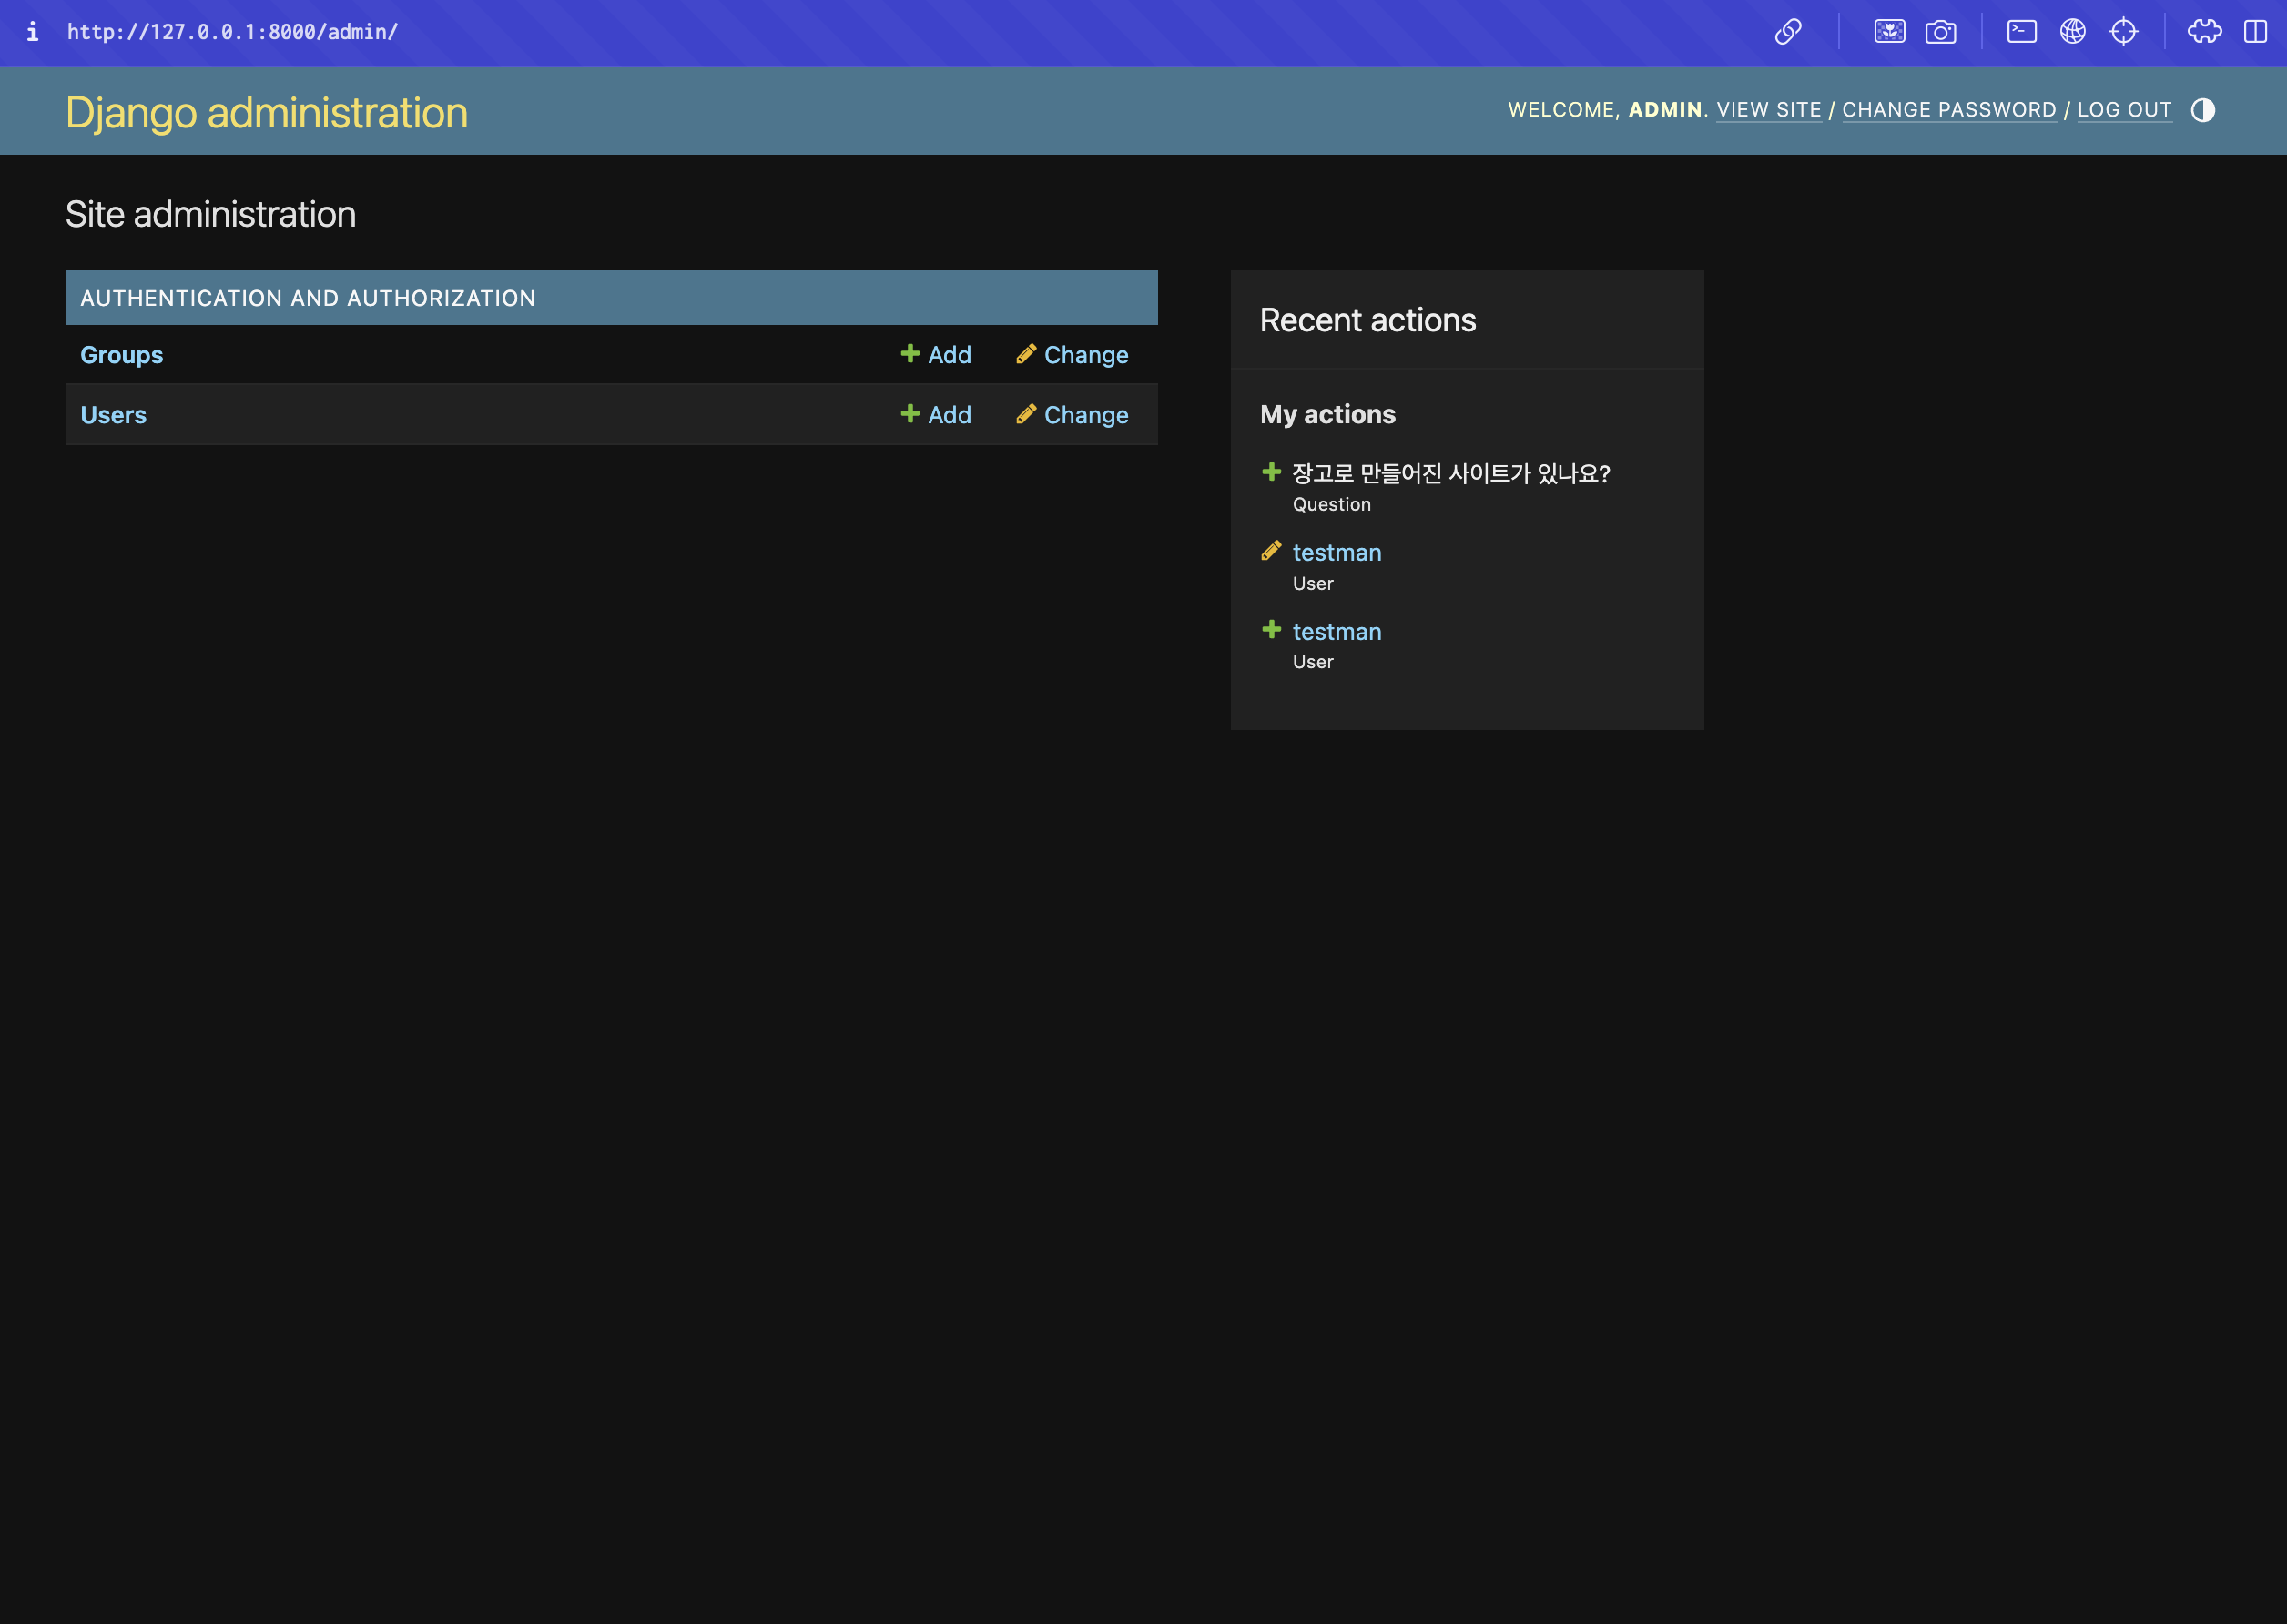 http://127.0.0.1:8000/admin/
Django administration
WELCOME, ADMIN. VIEW SITE / CHANGE PASSWORD / LOG OUT
Site administration
AUTHENTICATION AND AUTHORIZATION
Groups Add Change
Users Add Change
Recent actions
My actions
장고로 만들어진 사이트가 있나요?
Question
testman
User
testman
User